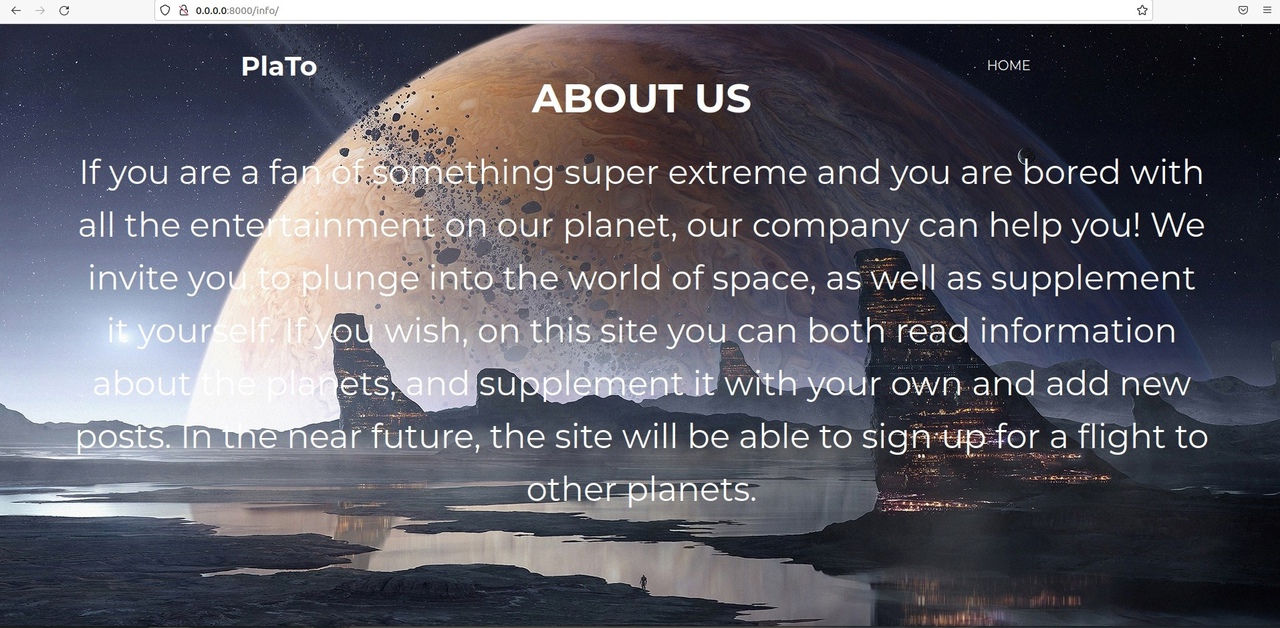 0.0.0.0:8000/info/
PlaTo
HOME
ABOUT US
If you are a fan of something super extreme and you are bored with
all the entertainment on our planet, our company can help you! We
invite you to plunge into the world of space, as well as supplement
it yourself. If you wish, on this site you can both read information
about the planets, and supplement it with your own and add new
posts. In the near future, the site will be able to sign up for a flight to
other planets.